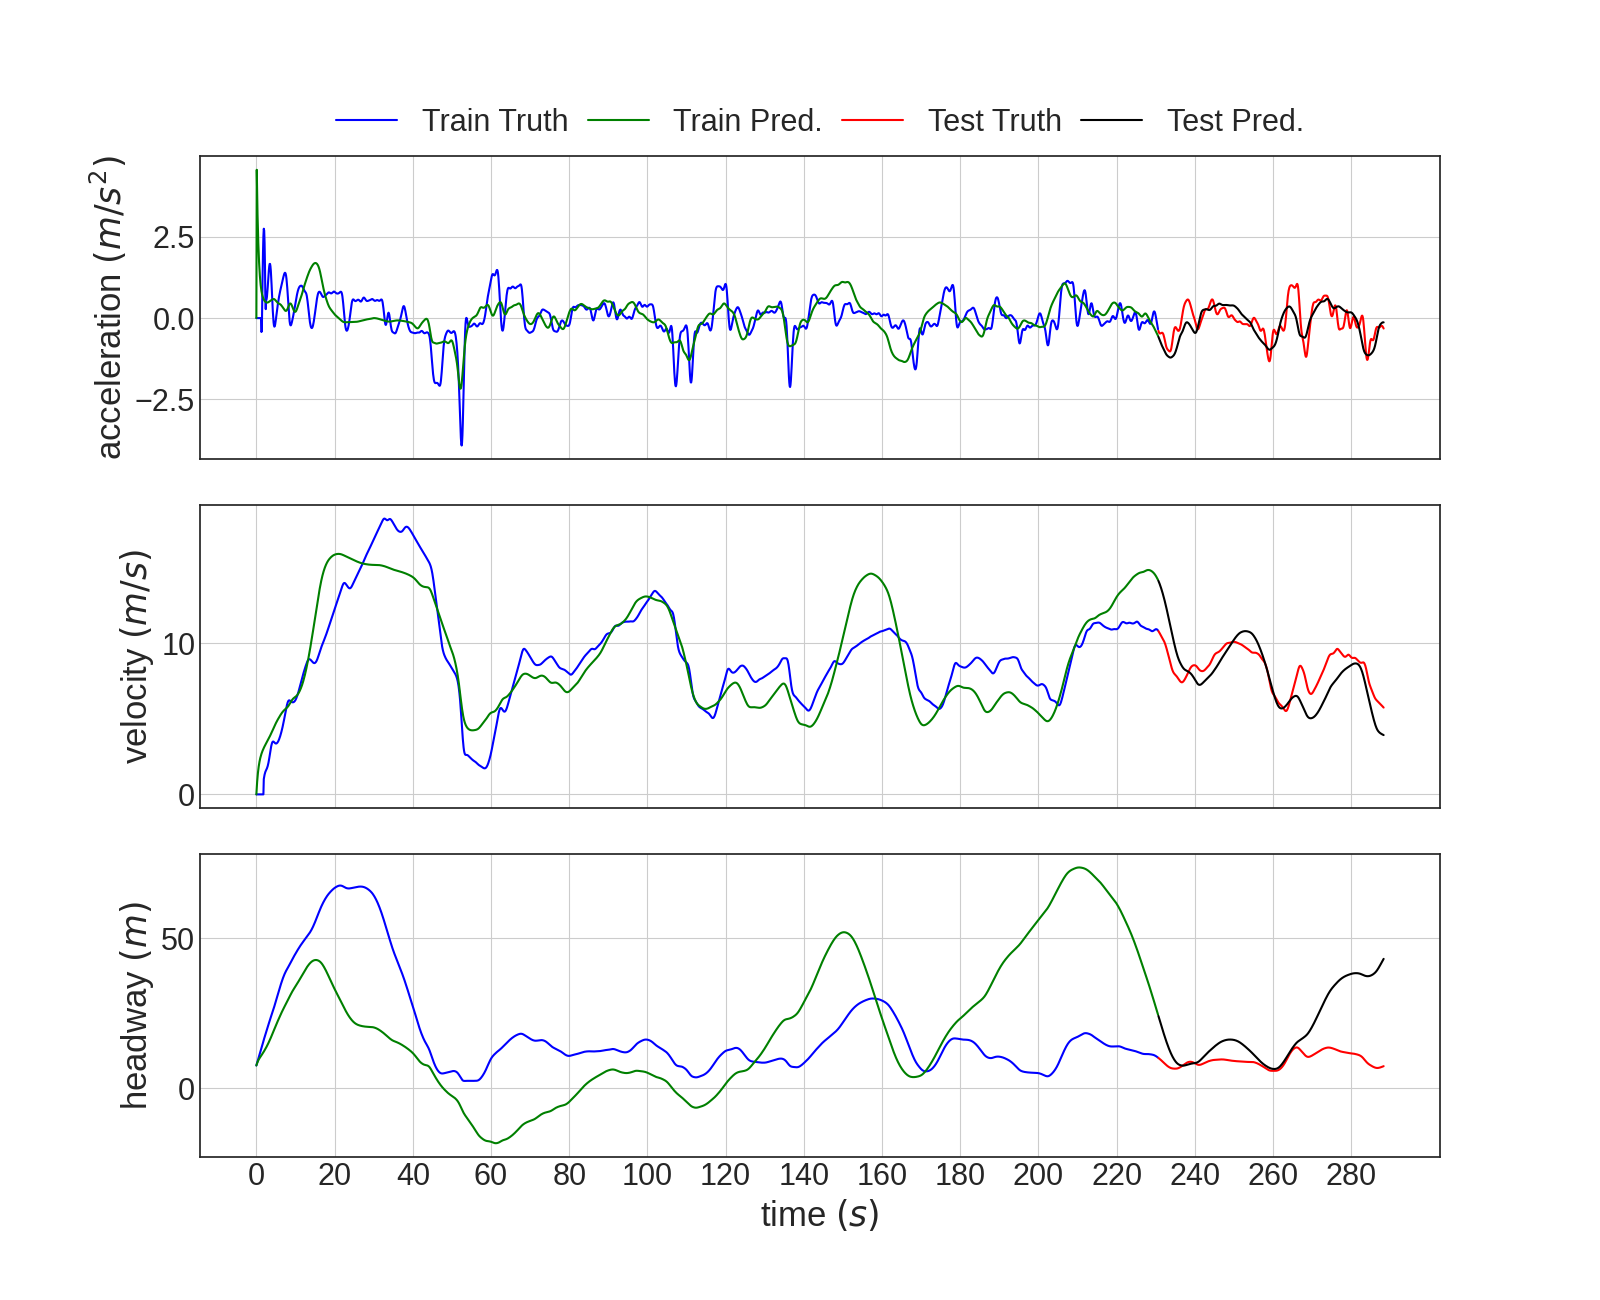 Train Truth Train Pred. Test Truth Test Pred.
acceleration (m/s²)
2.5
0.0
−2.5
velocity (m/s)
10
0
headway (m)
50
0
0 20 40 60 80 100 120 140 160 180 200 220 240 260 280
time (s)